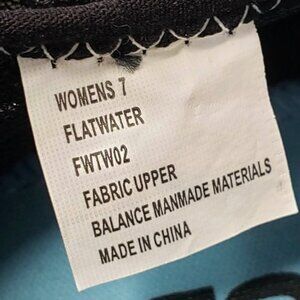 WOMENS 7
FLATWATER
FWTW02
FABRIC UPPER
BALANCE MANMADE MATERIALS
MADE IN CHINA